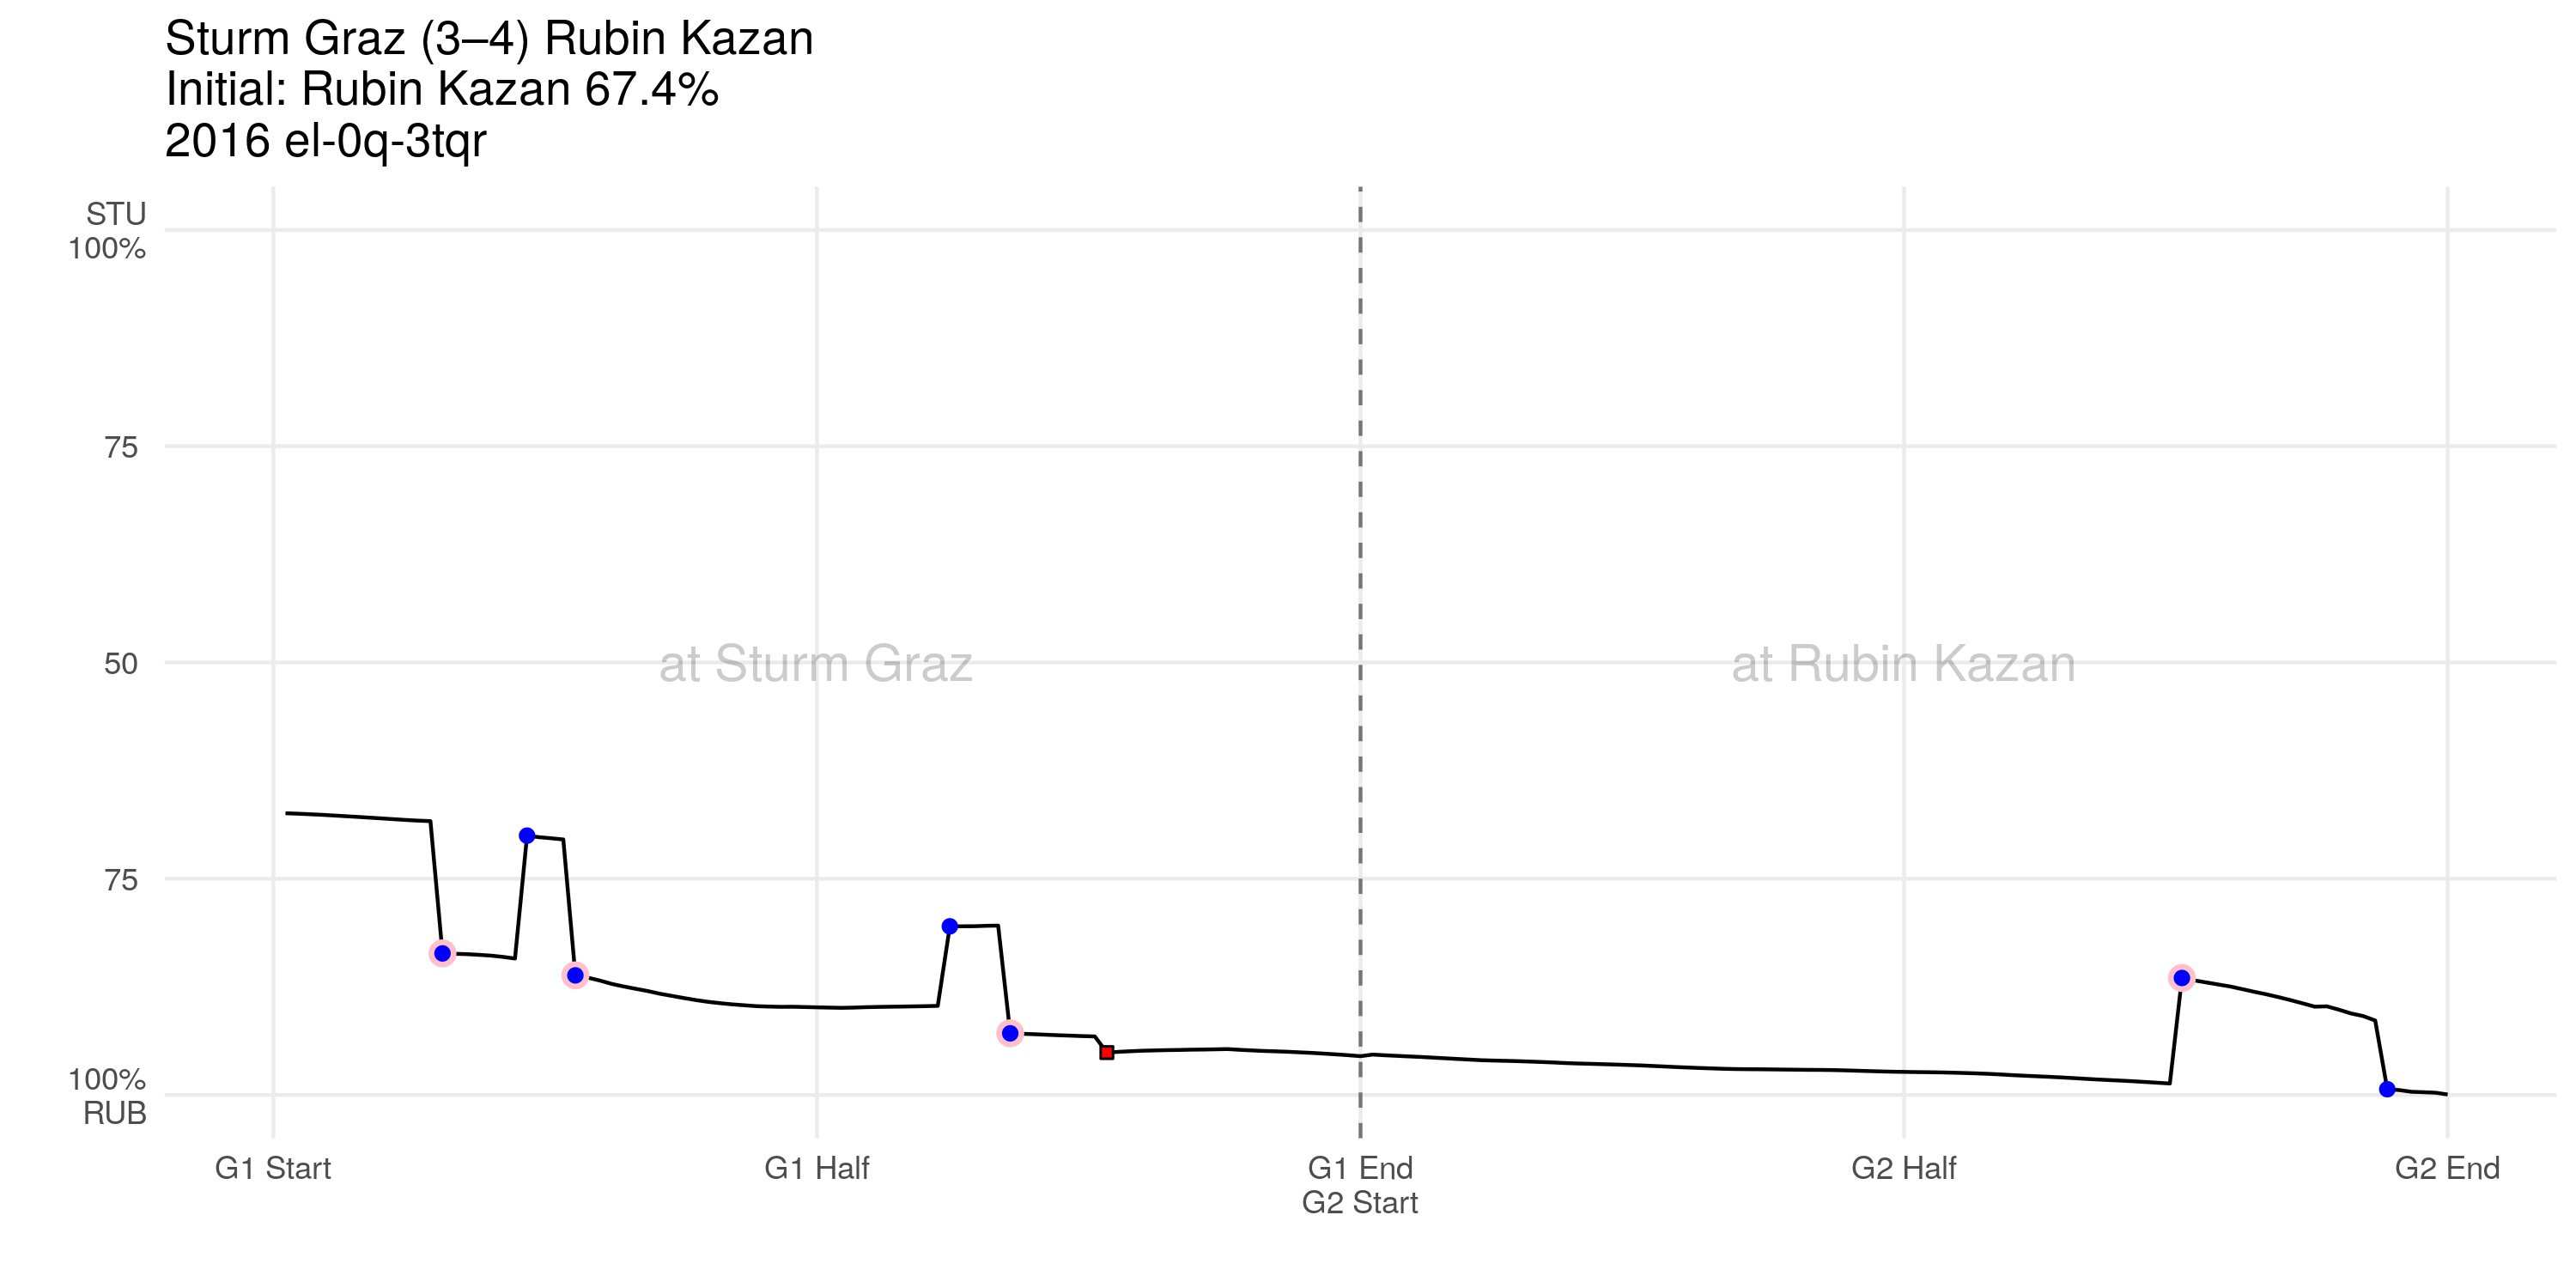 Sturm Graz (3–4) Rubin Kazan
Initial: Rubin Kazan 67.4%
2016 el-0q-3tqr
STU
100%
75
50
at Sturm Graz
at Rubin Kazan
75
100%
RUB
G1 Start
G1 Half
G1 End
G2 Start
G2 Half
G2 End